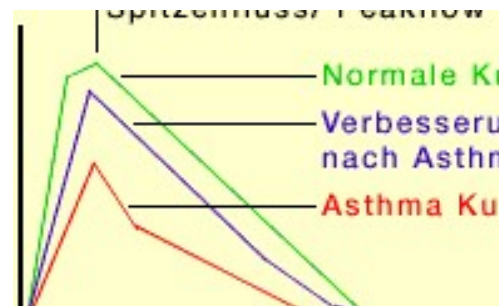 Spitzenfluss/ Peakflow
Normale Ku
Verbesseru
nach Asthm
Asthma Ku